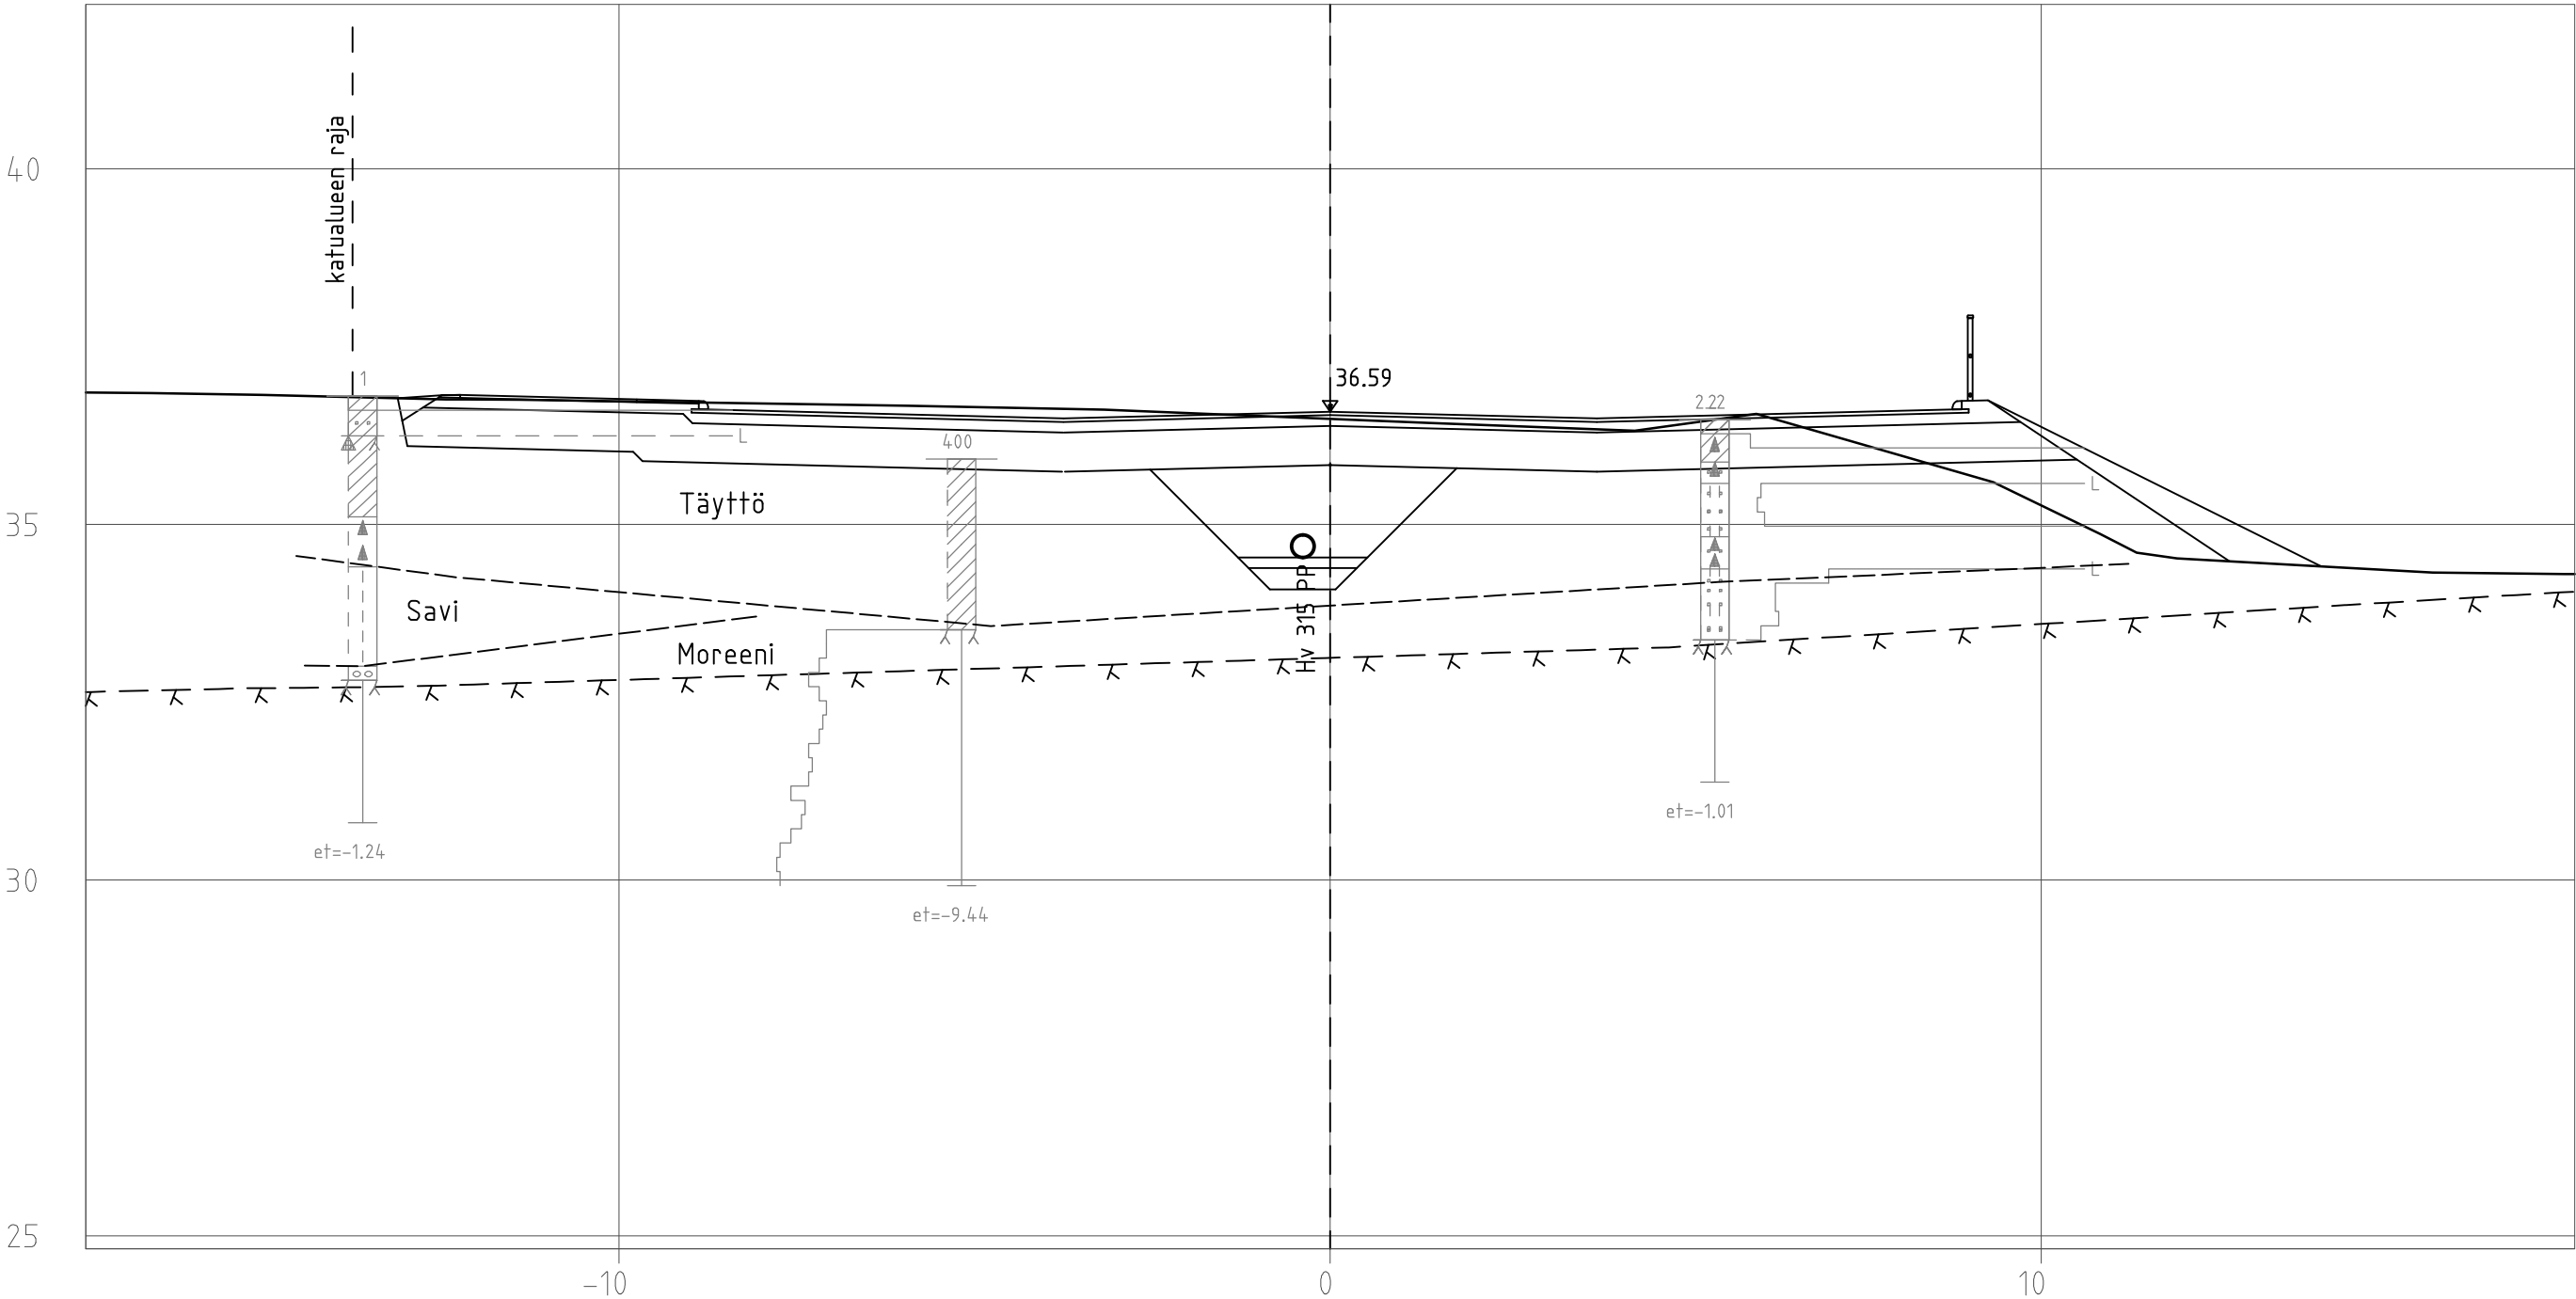 40
katualueen raja
1
36.59
2.22
L
400
Täyttö
L
35
L
Savi
Hv 315 PP
Moreeni
et=-1.01
et=-1.24
30
et=-9.44
25
-10
0
10